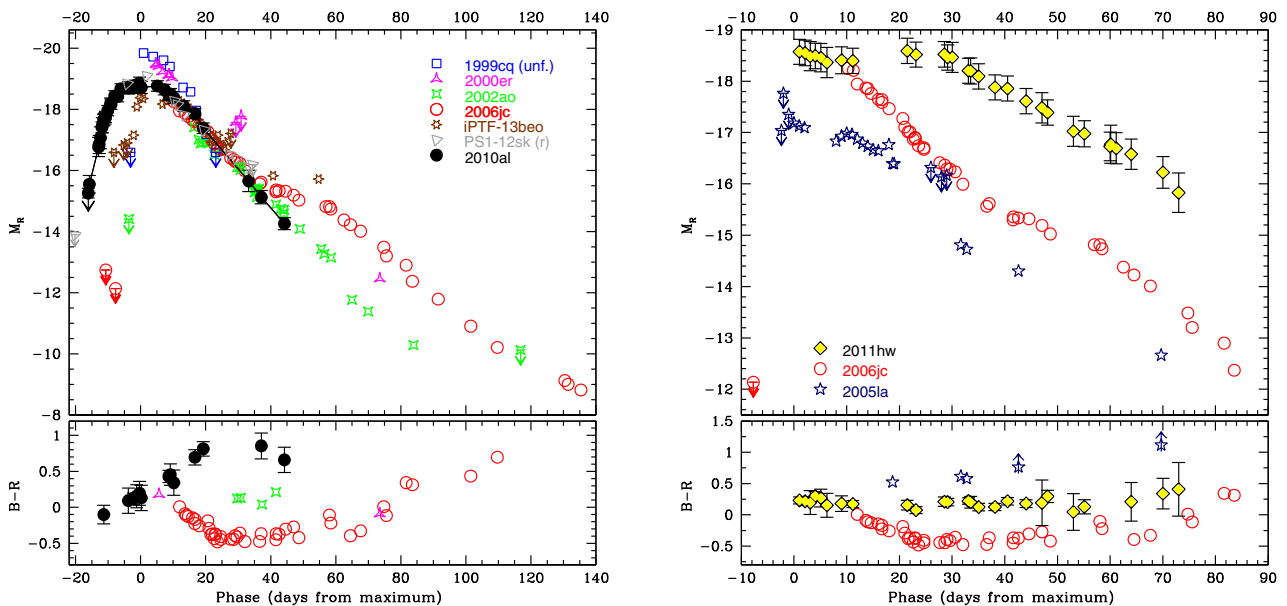 -20 0 20 40 60 80 100 120 140
-20
-18
-16
-14
-12
-10
-8
M_R
1999cq (unf.)
2000er
2002ao
2006jc
iPTF-13beo
PS1-12sk (r)
2010al
1
0.5
0
-0.5
B-R
-20 0 20 40 60 80 100 120 140
Phase (days from maximum)
-10 0 10 20 30 40 50 60 70 80 90
-19
-18
-17
-16
-15
-14
-13
-12
M_R
2011hw
2006jc
2005la
1.5
1
0.5
0
-0.5
B-R
-10 0 10 20 30 40 50 60 70 80 90
Phase (days from maximum)